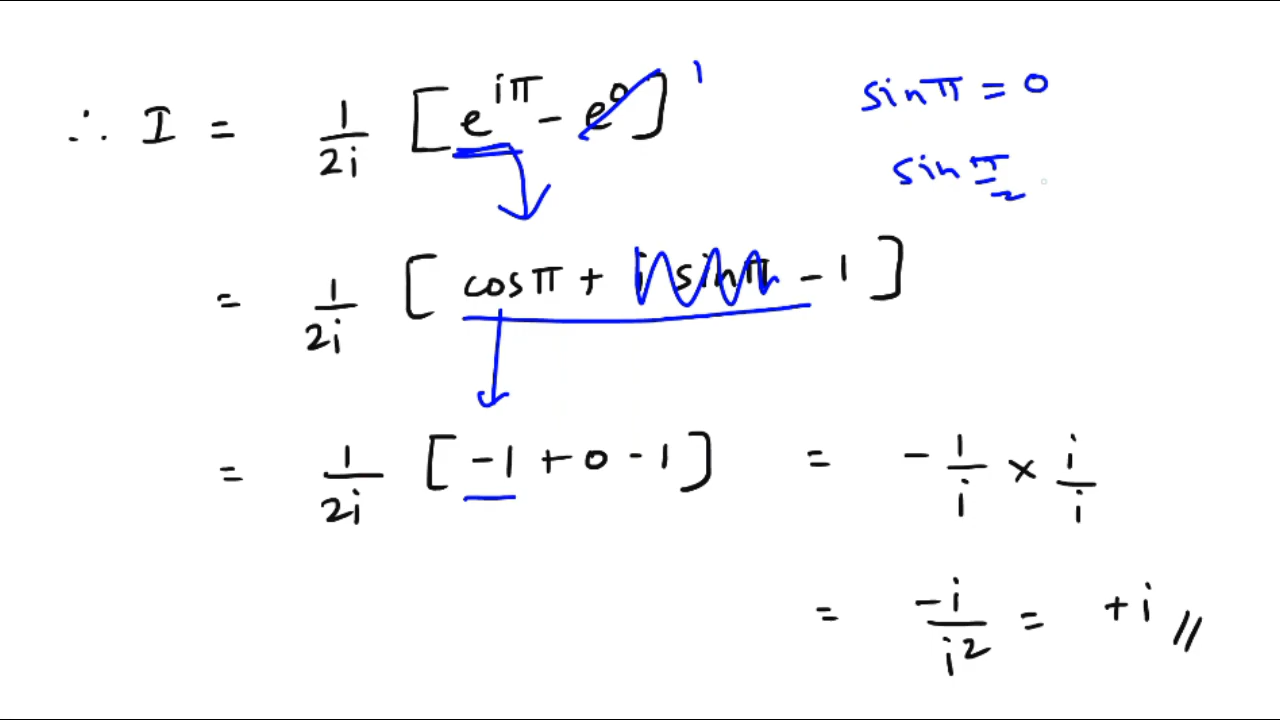 ∴ I = 1/2i [e^iπ - e^0] 1
sin π = 0
sin π/2
= 1/2i [cos π + i sin π - 1]
= 1/2i [-1 + 0 - 1] = - 1/i × i/i
= -i/i² = + i //